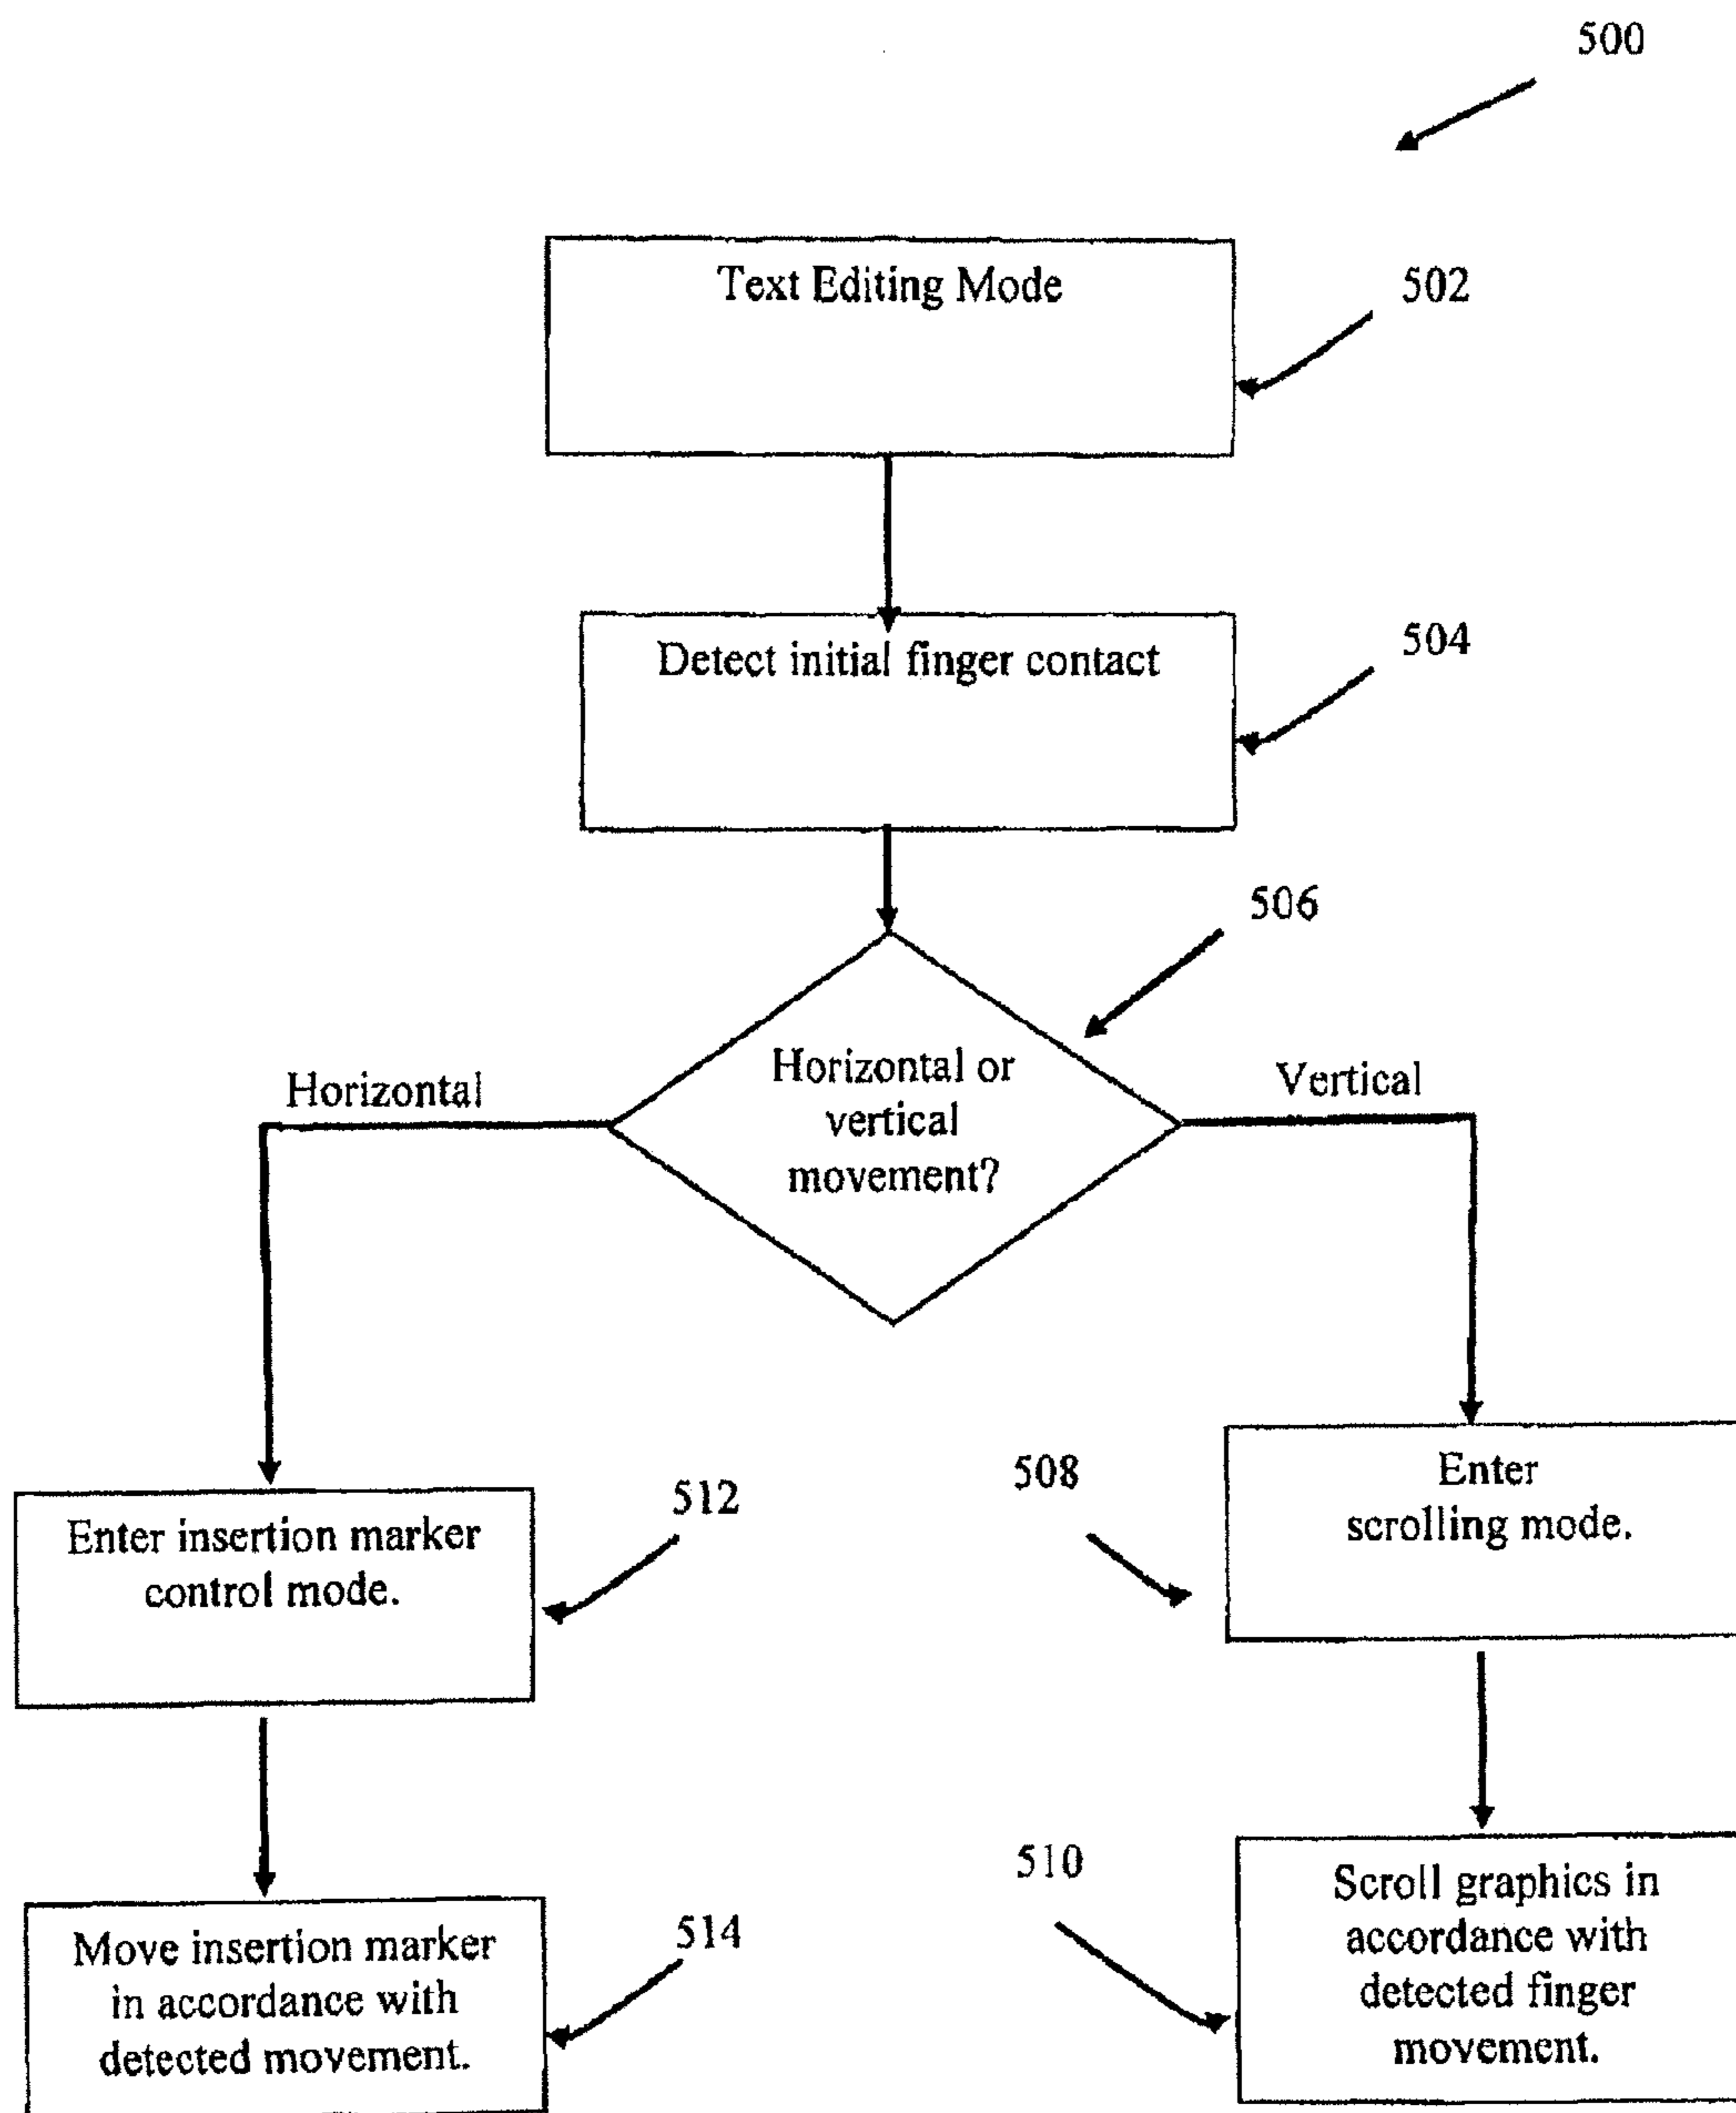 500
Text Editing Mode
502
Detect initial finger contact
504
506
Horizontal or
vertical
movement?
Horizontal
Vertical
512
508
Enter insertion marker
control mode.
Enter
scrolling mode.
514
510
Move insertion marker
in accordance with
detected movement.
Scroll graphics in
accordance with
detected finger
movement.